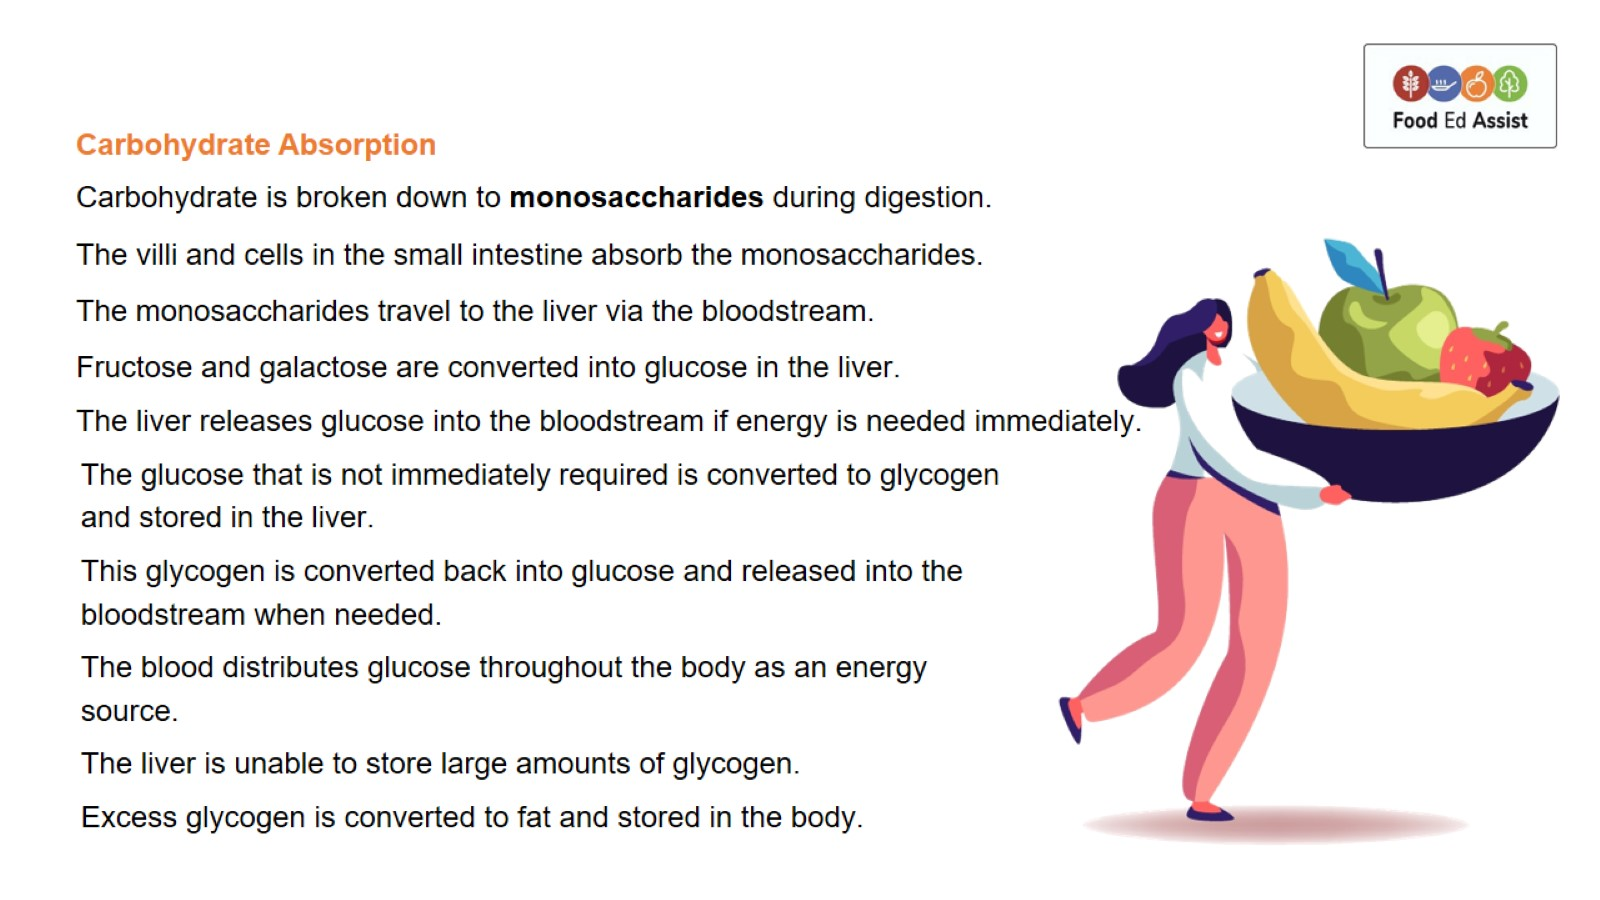 Food Ed Assist
Carbohydrate Absorption
Carbohydrate is broken down to monosaccharides during digestion.
The villi and cells in the small intestine absorb the monosaccharides.
The monosaccharides travel to the liver via the bloodstream.
Fructose and galactose are converted into glucose in the liver.
The liver releases glucose into the bloodstream if energy is needed immediately.
The glucose that is not immediately required is converted to glycogen
and stored in the liver.
This glycogen is converted back into glucose and released into the
bloodstream when needed.
The blood distributes glucose throughout the body as an energy
source.
The liver is unable to store large amounts of glycogen.
Excess glycogen is converted to fat and stored in the body.